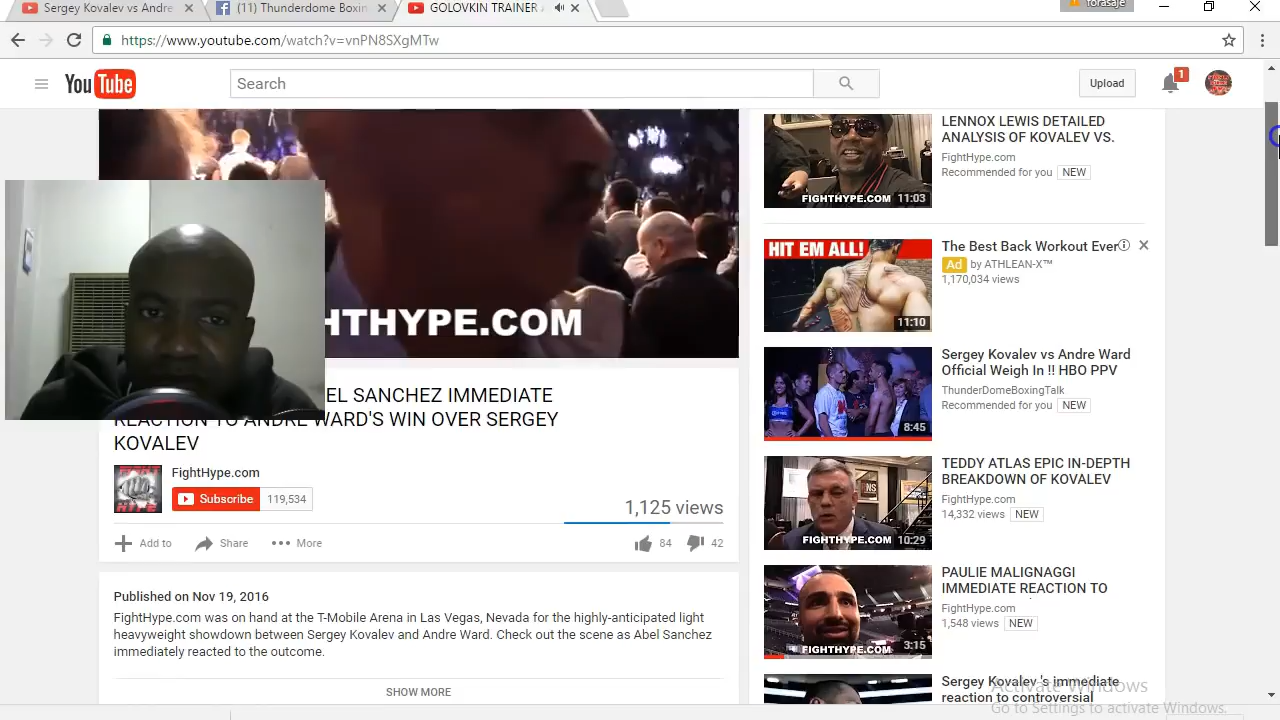 Sergey Kovalev vs Andre
(11) Thunderdome Boxin
GOLOVKIN TRAINER
forasaje
https://www.youtube.com/watch?v=vnPN8SXgMTw
YouTube
Search
Upload
1
HTHYPE.COM
EL SANCHEZ IMMEDIATE
REACTION TO ANDRE WARD'S WIN OVER SERGEY
KOVALEV
FightHype.com
Subscribe 119,534
1,125 views
Add to Share More 84 42
Published on Nov 19, 2016
FightHype.com was on hand at the T-Mobile Arena in Las Vegas, Nevada for the highly-anticipated light
heavyweight showdown between Sergey Kovalev and Andre Ward. Check out the scene as Abel Sanchez
immediately reacted to the outcome.
SHOW MORE
LENNOX LEWIS DETAILED
ANALYSIS OF KOVALEV VS.
FightHype.com
Recommended for you NEW
FIGHTHYPE.COM 11:03
HIT EM ALL!
11:10
The Best Back Workout Ever
Ad by ATHLEAN-X™
1,170,034 views
Sergey Kovalev vs Andre Ward
Official Weigh In !! HBO PPV
ThunderDomeBoxingTalk
Recommended for you NEW
8:45
TEDDY ATLAS EPIC IN-DEPTH
BREAKDOWN OF KOVALEV
FightHype.com
14,332 views NEW
FIGHTHYPE.COM 10:29
PAULIE MALIGNAGGI
IMMEDIATE REACTION TO
FightHype.com
1,548 views NEW
FIGHTHYPE.COM 3:15
Sergey Kovalev 's immediate
reaction to controversial
Activate Windows
Go to Settings to activate Windows.